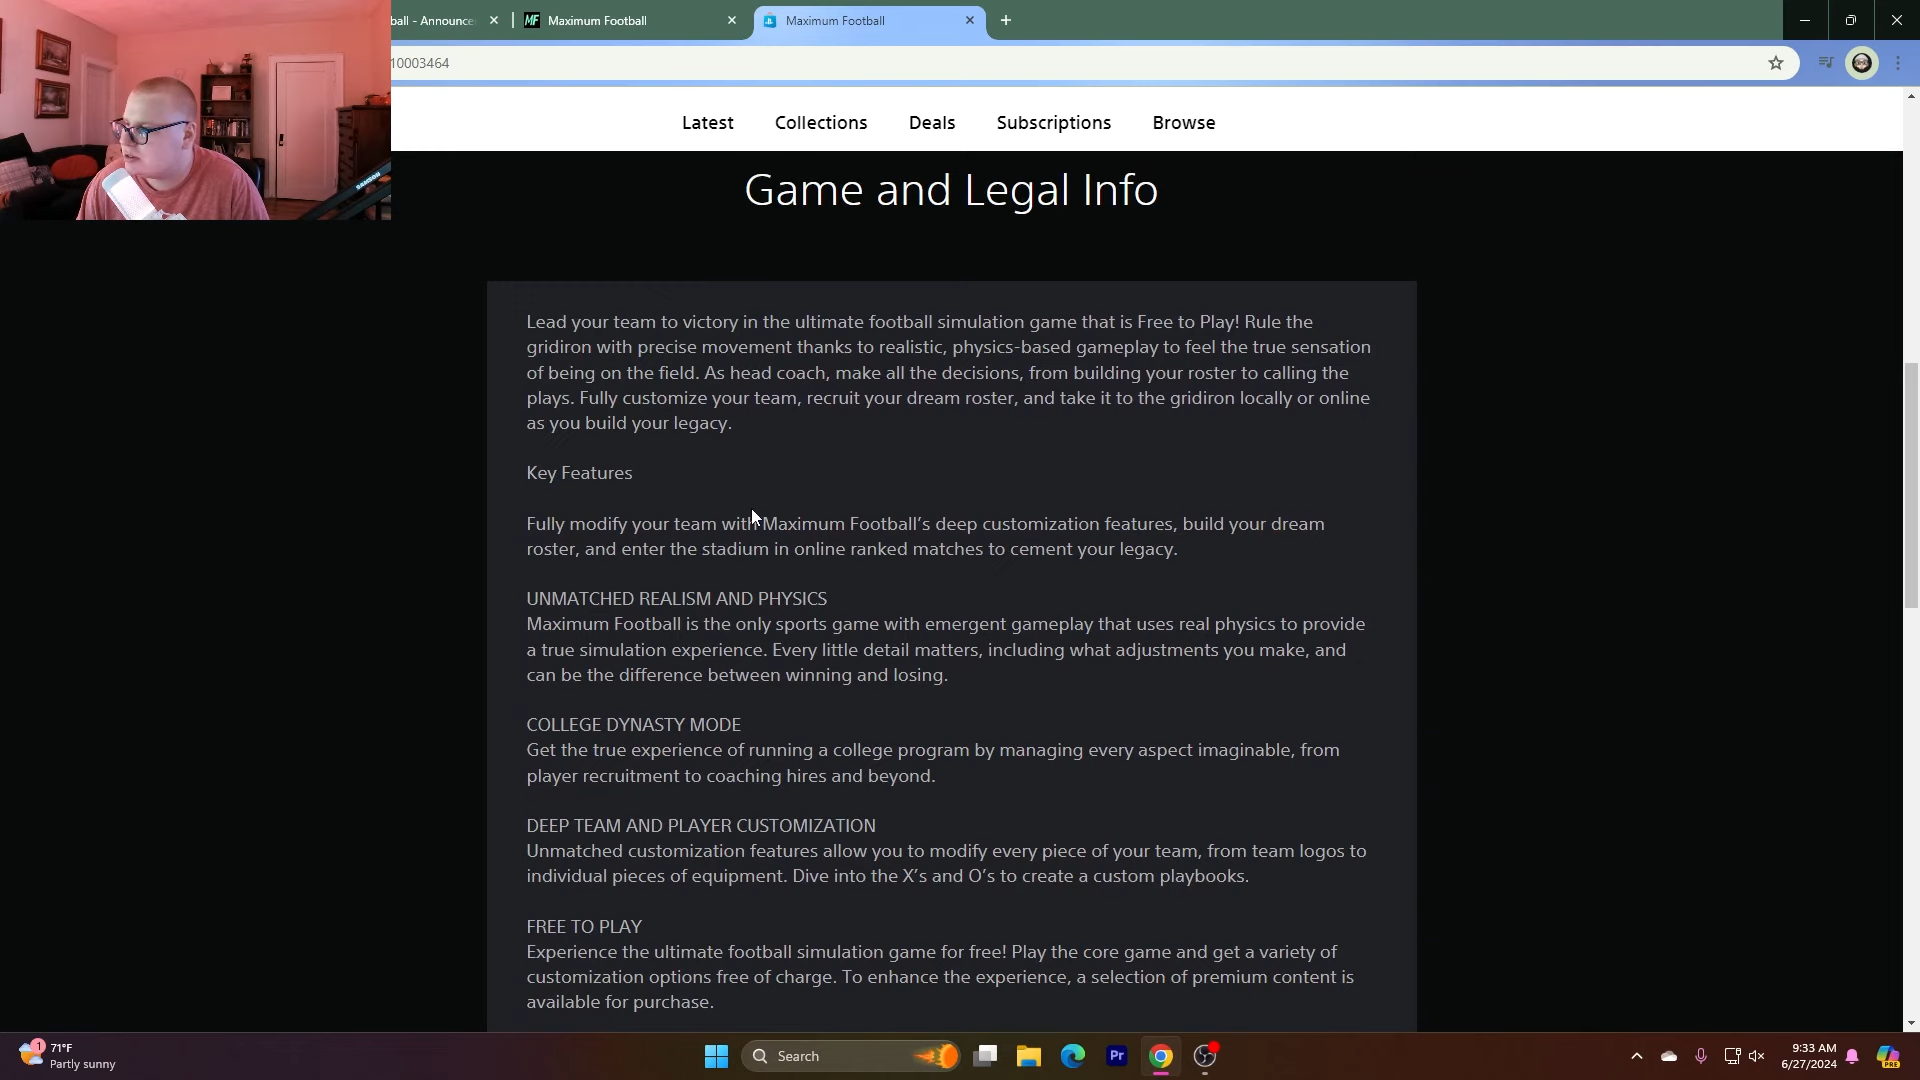 ball - Announce
MF Maximum Football
Maximum Football
10003464
Latest Collections Deals Subscriptions Browse
SAMSON
Game and Legal Info
Lead your team to victory in the ultimate football simulation game that is Free to Play! Rule the
gridiron with precise movement thanks to realistic, physics-based gameplay to feel the true sensation
of being on the field. As head coach, make all the decisions, from building your roster to calling the
plays. Fully customize your team, recruit your dream roster, and take it to the gridiron locally or online
as you build your legacy.
Key Features
Fully modify your team with Maximum Football’s deep customization features, build your dream
roster, and enter the stadium in online ranked matches to cement your legacy.
UNMATCHED REALISM AND PHYSICS
Maximum Football is the only sports game with emergent gameplay that uses real physics to provide
a true simulation experience. Every little detail matters, including what adjustments you make, and
can be the difference between winning and losing.
COLLEGE DYNASTY MODE
Get the true experience of running a college program by managing every aspect imaginable, from
player recruitment to coaching hires and beyond.
DEEP TEAM AND PLAYER CUSTOMIZATION
Unmatched customization features allow you to modify every piece of your team, from team logos to
individual pieces of equipment. Dive into the X’s and O’s to create a custom playbooks.
FREE TO PLAY
Experience the ultimate football simulation game for free! Play the core game and get a variety of
customization options free of charge. To enhance the experience, a selection of premium content is
available for purchase.
1
71°F
Partly sunny
Search
Pr
9:33 AM
6/27/2024
PRE